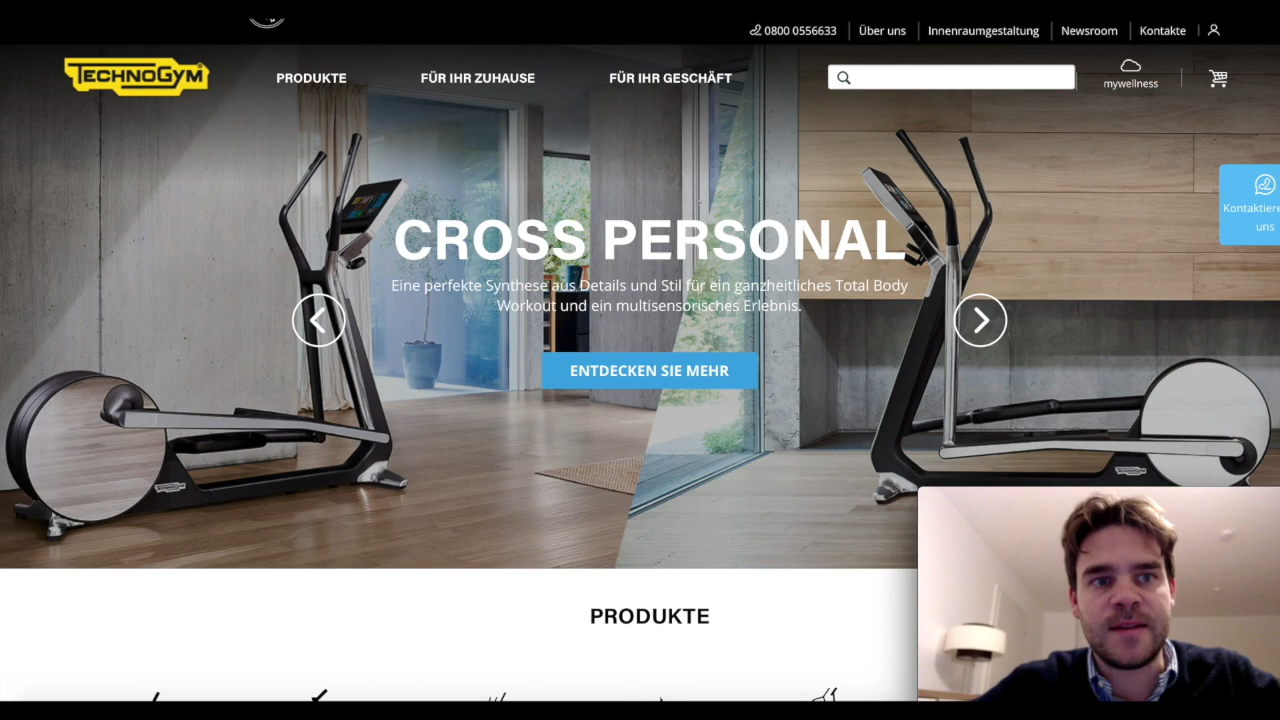 0800 0556633
Über uns
Innenraumgestaltung
Newsroom
Kontakte
TECHNOGYM
PRODUKTE
FÜR IHR ZUHAUSE
FÜR IHR GESCHÄFT
mywellness
CROSS PERSONAL
Eine perfekte Synthese aus Details und Stil für ein ganzheitliches Total Body
Workout und ein multisensorisches Erlebnis.
ENTDECKEN SIE MEHR
uns
TECHNOGYM
TECHNOGYM
PRODUKTE